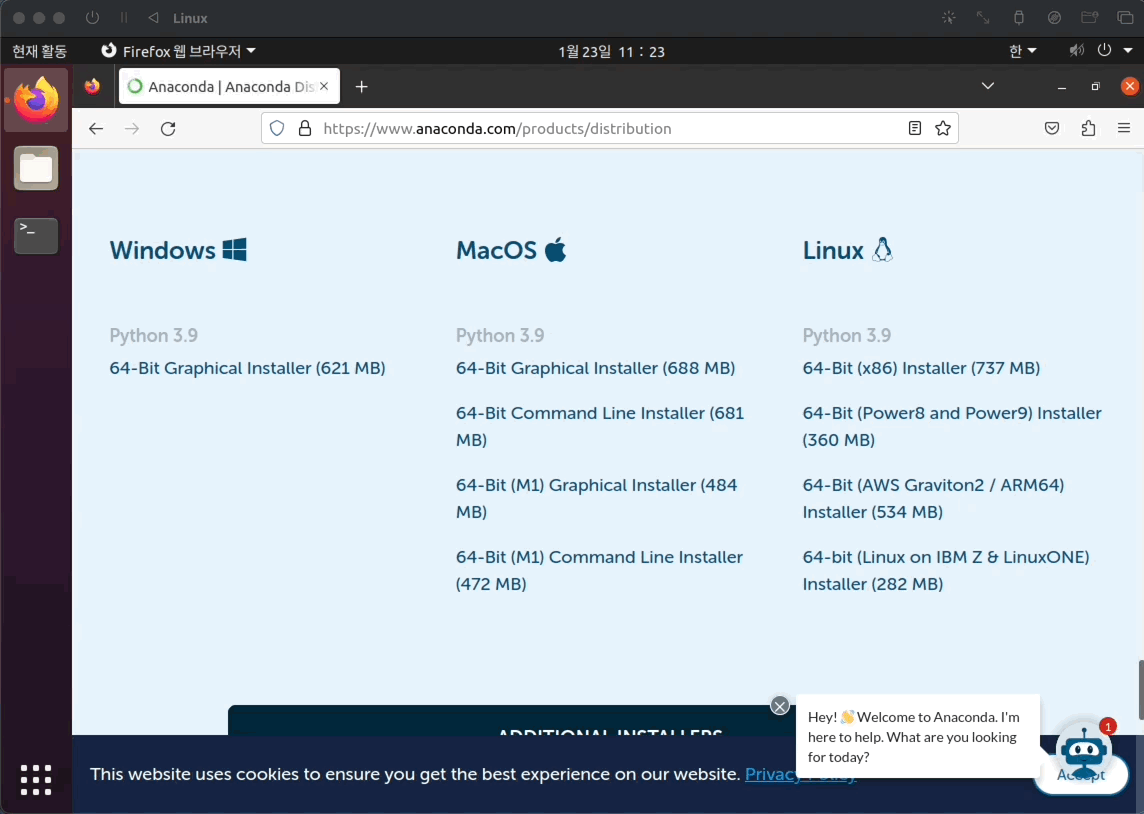 Linux
현재 활동
Firefox 웹 브라우저
1월 23일 11 : 23
한
Anaconda | Anaconda Dis
https://www.anaconda.com/products/distribution
Windows
MacOS
Linux
Python 3.9
Python 3.9
Python 3.9
64-Bit Graphical Installer (621 MB)
64-Bit Graphical Installer (688 MB)
64-Bit Command Line Installer (681
MB)
64-Bit (M1) Graphical Installer (484
MB)
64-Bit (M1) Command Line Installer
(472 MB)
64-Bit (x86) Installer (737 MB)
64-Bit (Power8 and Power9) Installer
(360 MB)
64-Bit (AWS Graviton2 / ARM64)
Installer (534 MB)
64-bit (Linux on IBM Z & LinuxONE)
Installer (282 MB)
ADDITIONAL INSTALLERS
Hey! 👋 Welcome to Anaconda. I'm
here to help. What are you looking
for today?
1
This website uses cookies to ensure you get the best experience on our website. Privacy Policy
Accept